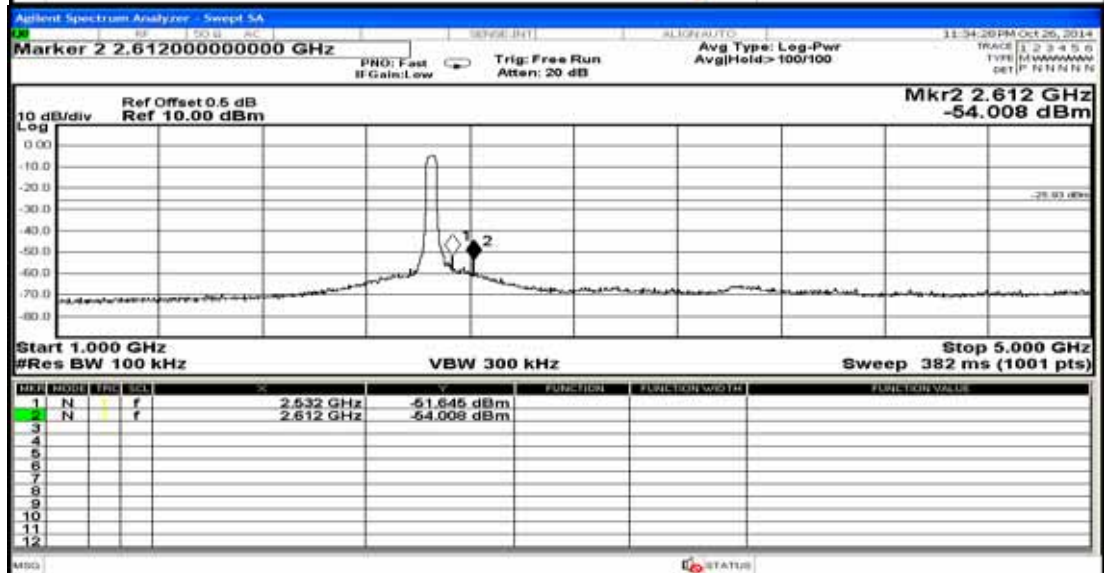 Agilent Spectrum Analyzer - Swept SA
RF 50 Ω AC SENSE:INT ALIGN AUTO 11:34:20 PM Oct 26, 2014
Marker 2 2.612000000000 GHz
PNO: Fast
IFGain:Low
Trig: Free Run
Atten: 20 dB
Avg Type: Log-Pwr
Avg|Hold:> 100/100
TRACE 1 2 3 4 5 6
TYPE M WWWWW
DET P N N N N N
Mkr2 2.612 GHz
-54.008 dBm
Ref Offset 0.5 dB
10 dB/div Ref 10.00 dBm
Log
0.00
-10.0
-20.0
-25.93 dBm
-30.0
-40.0
1 2
-50.0
-60.0
-70.0
-80.0
Start 1.000 GHz Stop 5.000 GHz
#Res BW 100 kHz VBW 300 kHz Sweep 382 ms (1001 pts)
MKR MODE TRC SCL X Y FUNCTION FUNCTION WIDTH FUNCTION VALUE
1 N 1 f 2.532 GHz -51.645 dBm
2 N 1 f 2.612 GHz -54.008 dBm
3
4
5
6
7
8
9
10
11
12
MSG STATUS